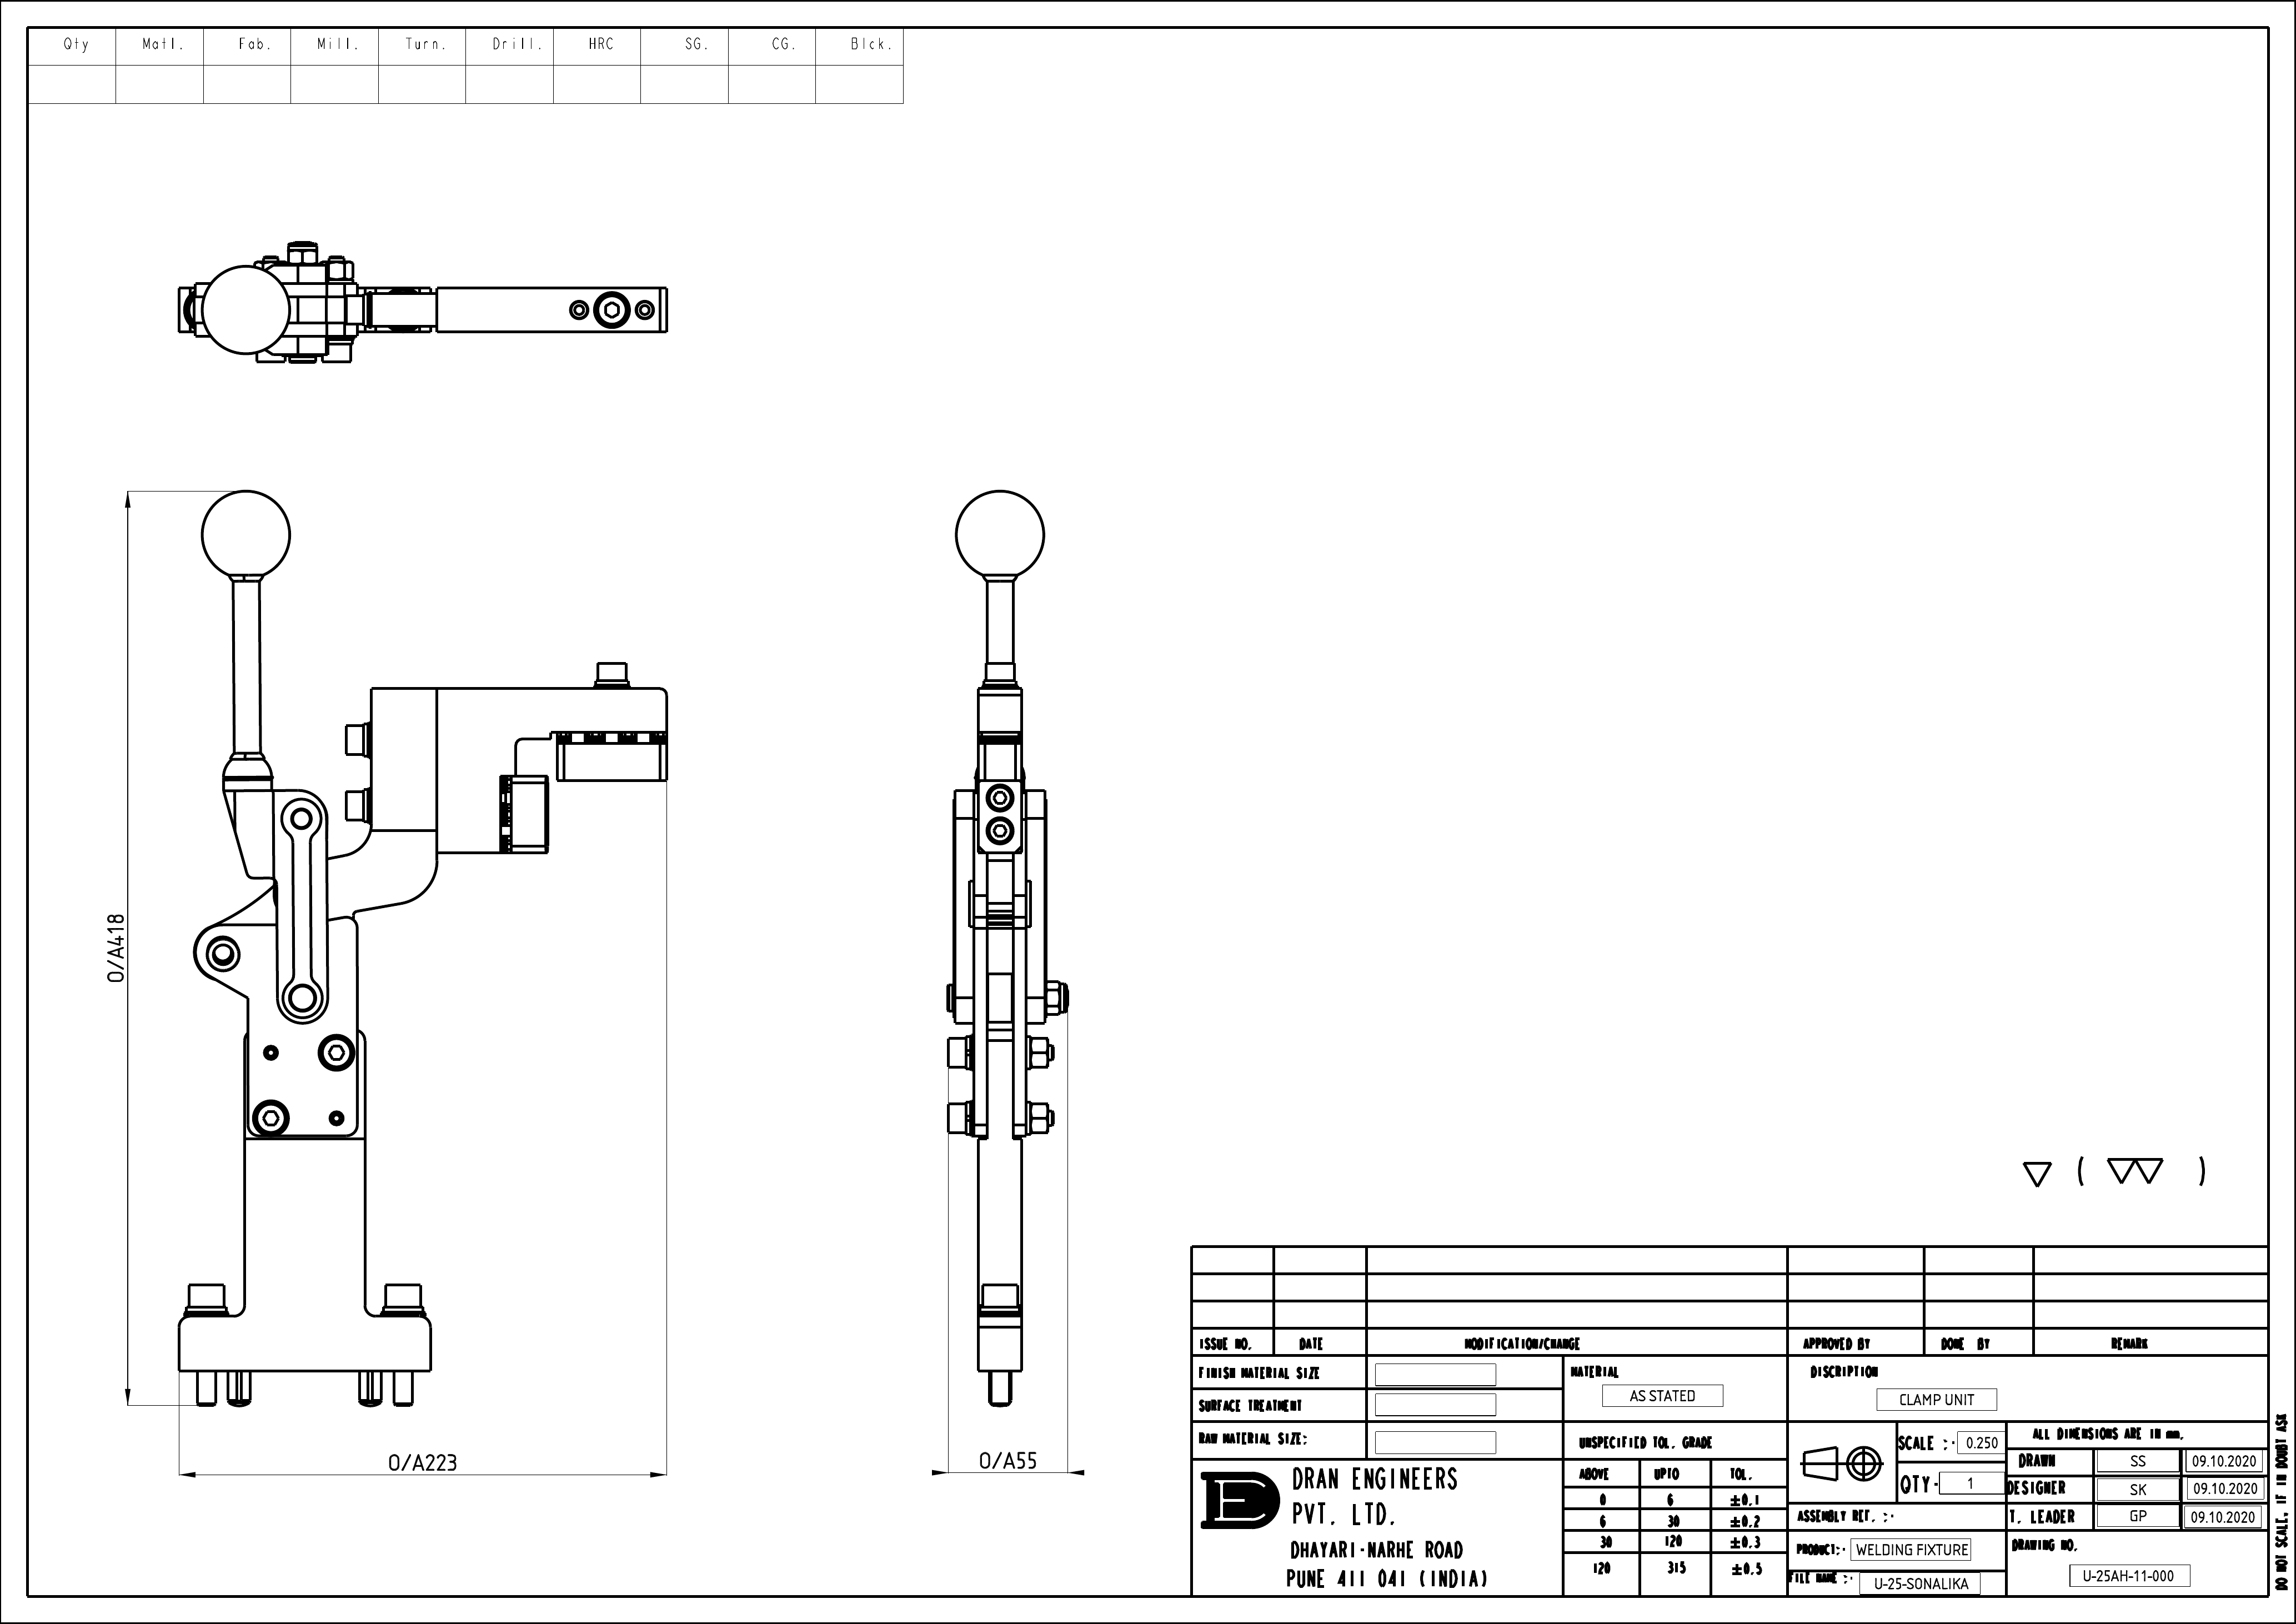 Qty Matl. Fab. Mill. Turn. Drill. HRC SG. CG. Blck.
O/A418
O/A223
O/A55
ISSUE NO. DATE MODIFICATION/CHANGE APPROVED BY DONE BY REMARK
FINISH MATERIAL SIZE
MATERIAL
AS STATED
DISCRIPTION
CLAMP UNIT
SURFACE TREATMENT
RAW MATERIAL SIZE:
UNSPECIFIED TOL. GRADE
ABOVE UPTO TOL.
0 6 ±0.1
6 30 ±0.2
30 120 ±0.3
120 315 ±0.5
DE
DRAN ENGINEERS
PVT. LTD.
DHAYARI-NARHE ROAD
PUNE 411 041 (INDIA)
SCALE :- 0.250
QTY- 1
ALL DIMENSIONS ARE IN mm.
DRAWN SS 09.10.2020
DESIGNER SK 09.10.2020
T. LEADER GP 09.10.2020
ASSEMBLY REF. :-
PRODUCT:- WELDING FIXTURE
FILE NAME :- U-25-SONALIKA
DRAWING NO.
U-25AH-11-000
DO NOT SCALE, IF IN DOUBT ASK